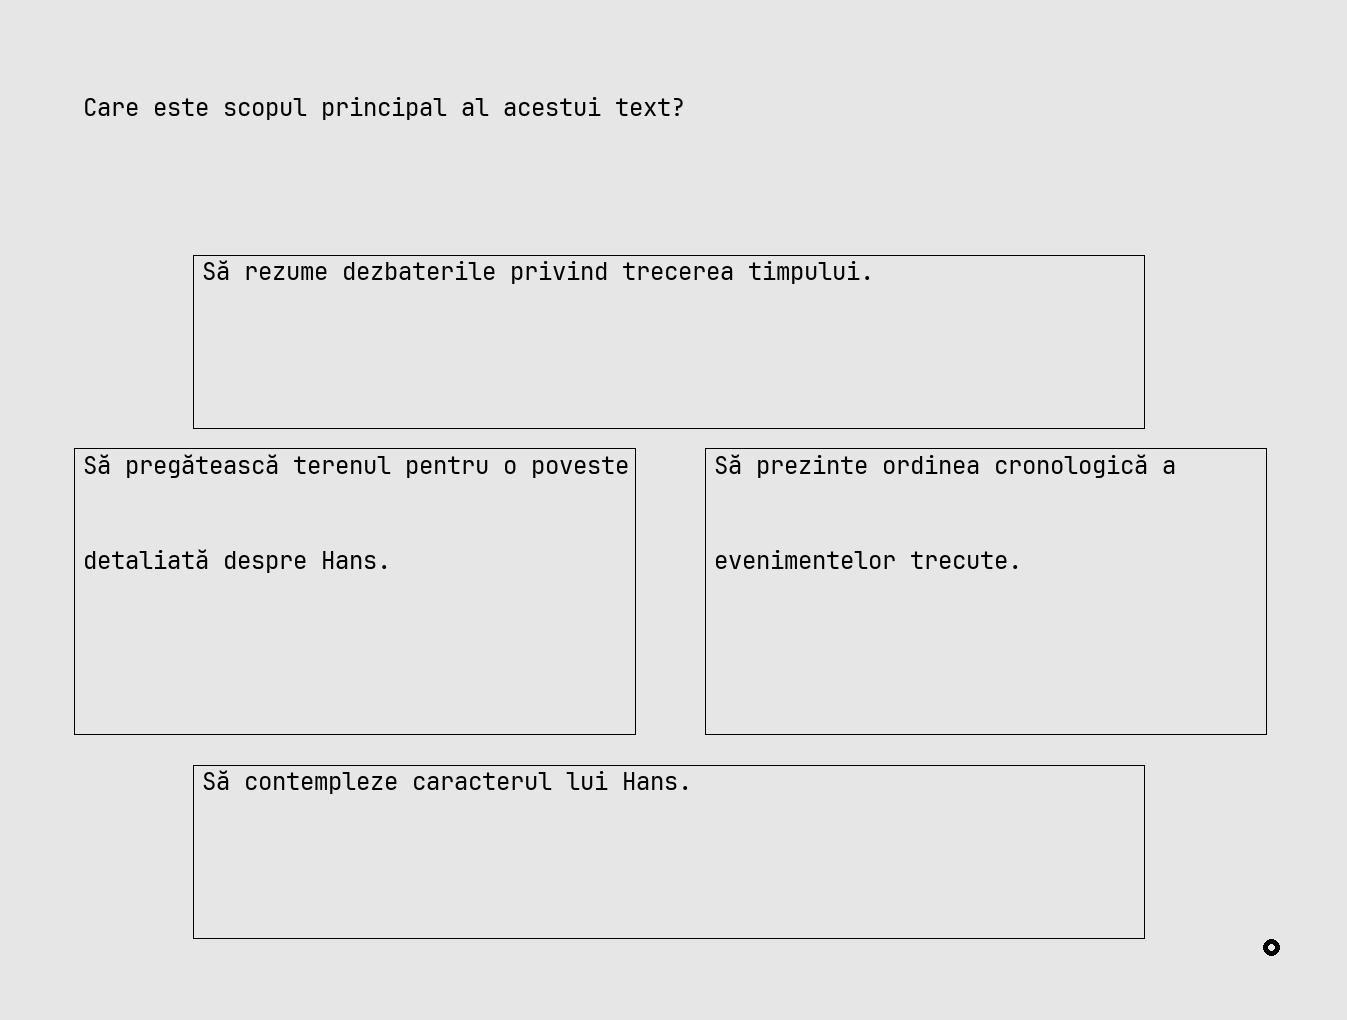 Care este scopul principal al acestui text?
Să rezume dezbaterile privind trecerea timpului.
Să pregătească terenul pentru o poveste
detaliată despre Hans.
Să prezinte ordinea cronologică a
evenimentelor trecute.
Să contempleze caracterul lui Hans.